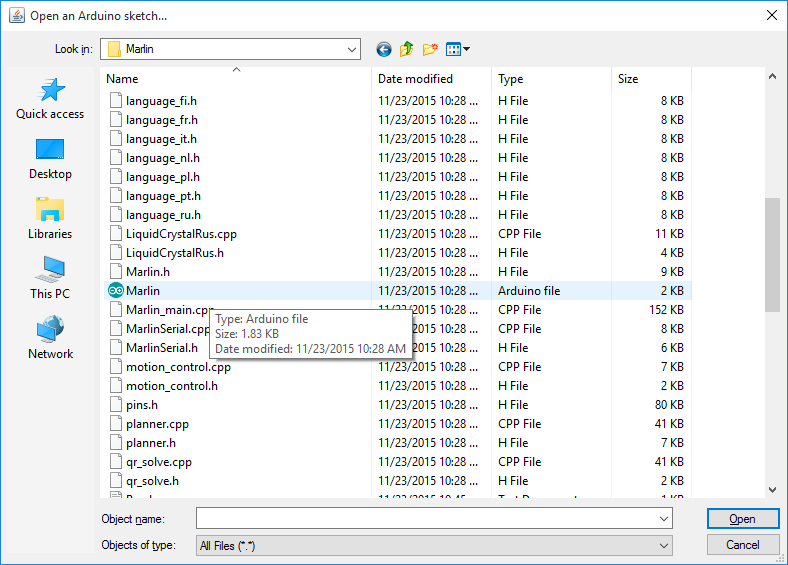 Open an Arduino sketch...
Look in: Marlin
Quick access
Desktop
Libraries
This PC
Network
Name Date modified Type Size
language_fi.h 11/23/2015 10:28 ... H File 8 KB
language_fr.h 11/23/2015 10:28 ... H File 8 KB
language_it.h 11/23/2015 10:28 ... H File 8 KB
language_nl.h 11/23/2015 10:28 ... H File 8 KB
language_pl.h 11/23/2015 10:28 ... H File 8 KB
language_pt.h 11/23/2015 10:28 ... H File 8 KB
language_ru.h 11/23/2015 10:28 ... H File 8 KB
LiquidCrystalRus.cpp 11/23/2015 10:28 ... CPP File 11 KB
LiquidCrystalRus.h 11/23/2015 10:28 ... H File 4 KB
Marlin.h 11/23/2015 10:28 ... H File 9 KB
Marlin 11/23/2015 10:28 ... Arduino file 2 KB
Marlin_main.cpp 11/23/2015 10:28 ... CPP File 152 KB
MarlinSerial.cpp 11/23/2015 10:28 ... CPP File 8 KB
MarlinSerial.h 11/23/2015 10:28 ... H File 6 KB
motion_control.cpp 11/23/2015 10:28 ... CPP File 7 KB
motion_control.h 11/23/2015 10:28 ... H File 2 KB
pins.h 11/23/2015 10:28 ... H File 80 KB
planner.cpp 11/23/2015 10:28 ... CPP File 41 KB
planner.h 11/23/2015 10:28 ... H File 7 KB
qr_solve.cpp 11/23/2015 10:28 ... CPP File 41 KB
qr_solve.h 11/23/2015 10:28 ... H File 2 KB
Type: Arduino file
Size: 1.83 KB
Date modified: 11/23/2015 10:28 AM
Object name:
Open
Objects of type: All Files (*.*)
Cancel